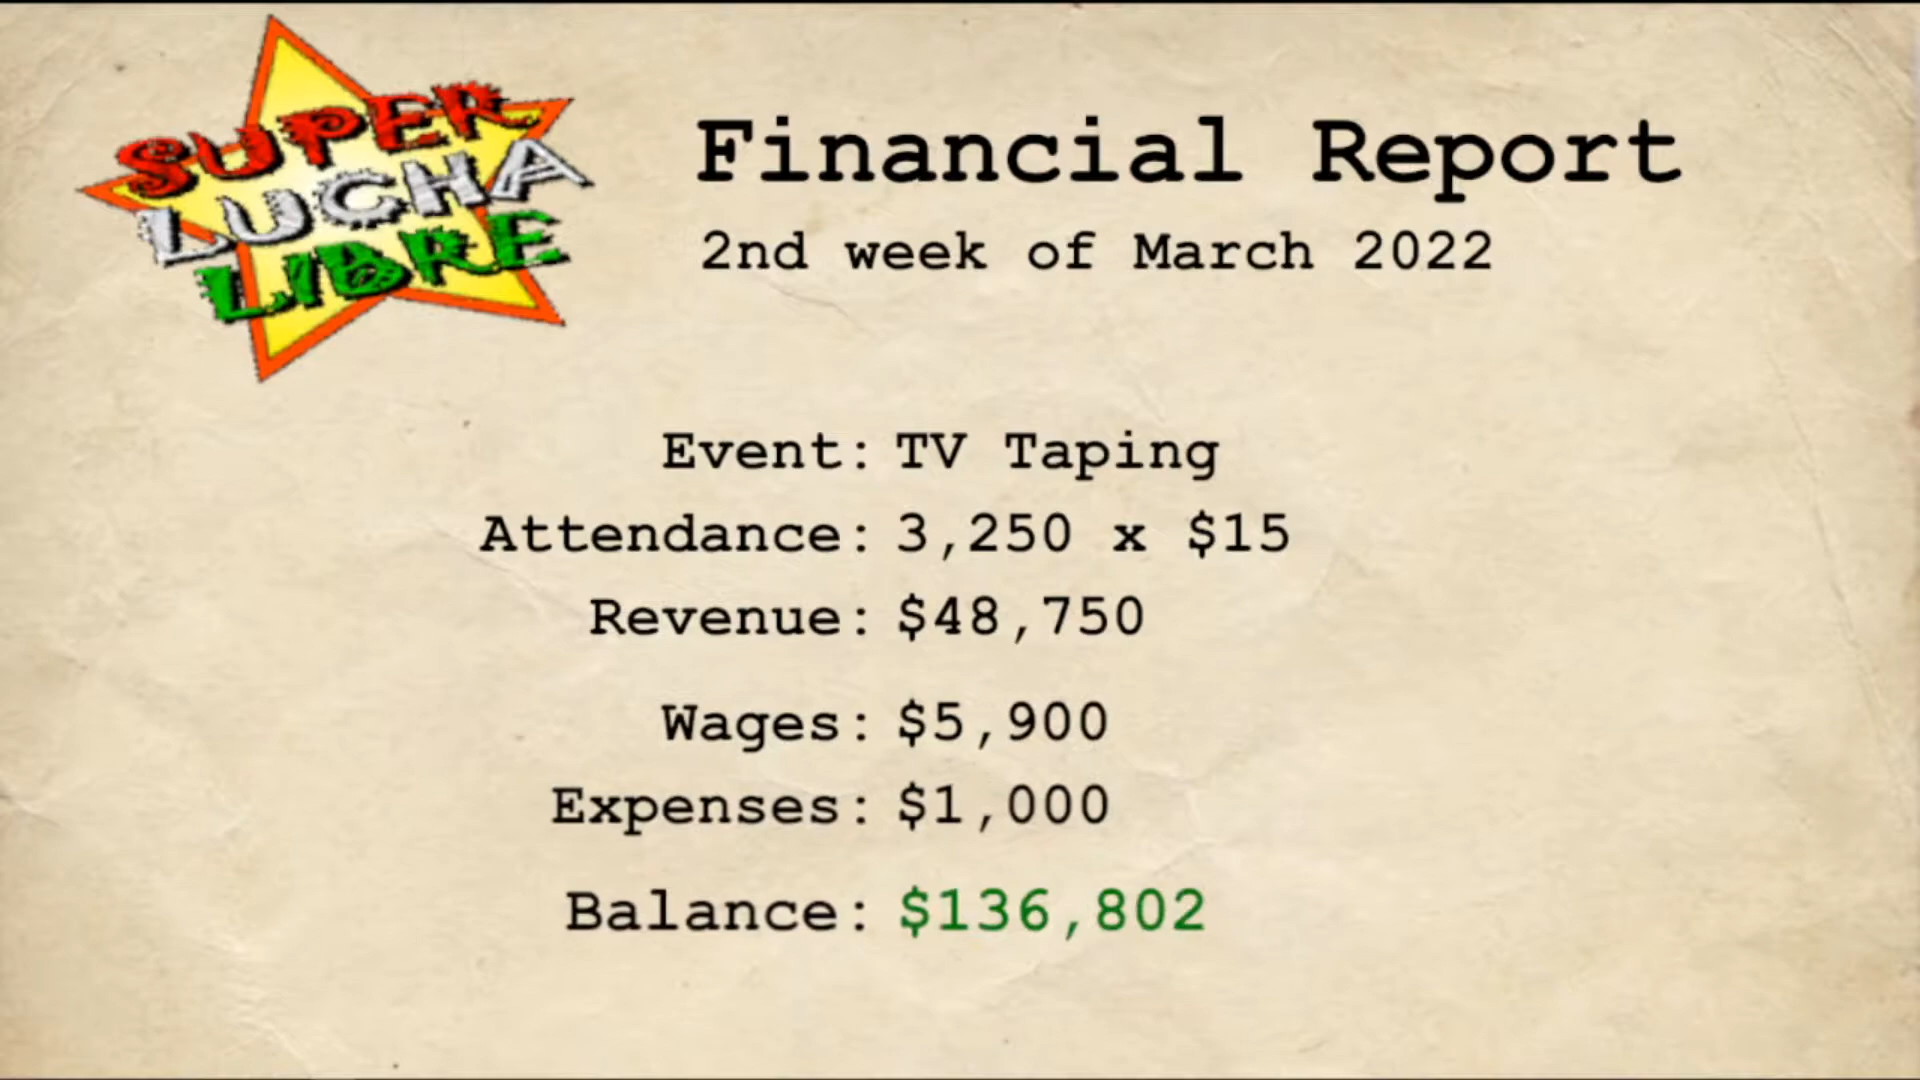 SUPER
LUCHA
LIBRE
Financial Report
2nd week of March 2022
Event: TV Taping
Attendance: 3,250 x $15
Revenue: $48,750
Wages: $5,900
Expenses: $1,000
Balance: $136,802